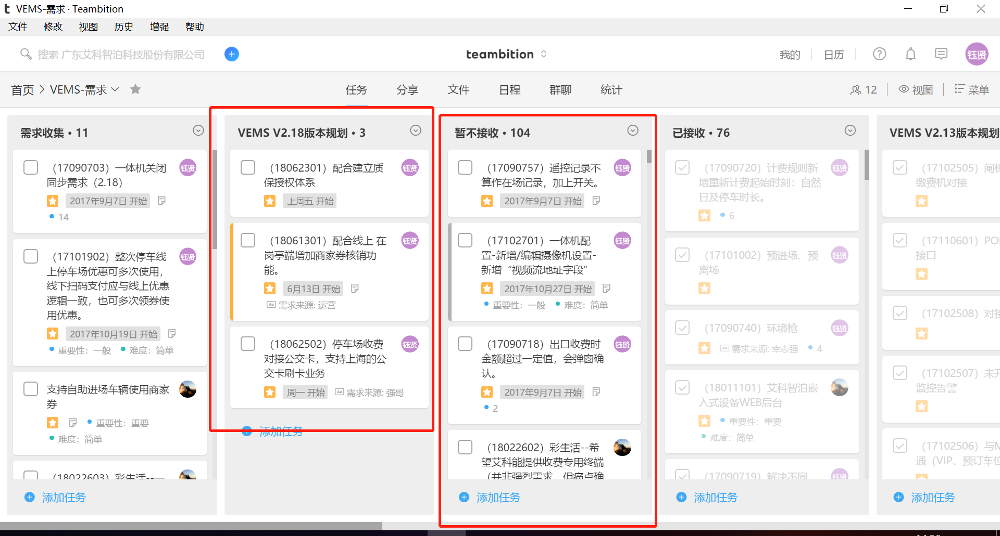 VEMS-需求 · Teambition
文件 修改 视图 历史 增强 帮助
搜索 广东艾科智泊科技股份有限公司
teambition
我的 日历
钰贤
首页 > VEMS-需求
任务 分享 文件 日程 群聊 统计
12 视图 菜单
需求收集 • 11
（17090703）一体机关闭
同步需求（2.18）
钰贤
2017年9月7日 开始
14
（17101902）整次停车线
上停车场优惠可多次使用，
线下扫码支付应与线上优惠
逻辑一致，也可多次领券使
用优惠。
钰贤
2017年10月19日 开始
重要性：一般 难度：简单
支持自助进场车辆使用商家
券
重要性：重要
难度：简单
（18022603）彩生活--一
添加任务
VEMS V2.18版本规划 • 3
（18062301）配合建立质
保授权体系
钰贤
上周五 开始
（18061301）配合线上 在
岗亭端增加商家券核销功
能。
钰贤
6月13日 开始
Aa 需求来源: 运营
（18062502）停车场收费
对接公交卡，支持上海的公
交卡刷卡业务
钰贤
周一 开始 Aa 需求来源: 强哥
添加任务
暂不接收 • 104
（17090757）遥控记录不
算作在场记录，加上开关。
钰贤
2017年9月7日 开始
（17102701）一体机配
置-新增/编辑摄像机设置-
新增“视频流地址字段”
钰贤
2017年10月27日 开始
重要性：一般 难度：简单
（17090718）出口收费时
金额超过一定值，会弹窗确
认。
钰贤
2017年9月7日 开始
2
（18022602）彩生活--希
望艾科能提供收费专用终端
（并非强烈需求，但痛点确
添加任务
已接收 • 76
（17090720）计费规则新
增重新计费起始时刻：自然
日及停车时长。
钰贤
6
（17101002）预进场、预
离场
钰贤
（17090740）环境枪
钰贤
Aa 需求来源: 幸志强 4
（18011101）艾科智泊嵌
入式设备WEB后台
重要性：重要
难度：简单
（17090719）解决不同
钰贤
添加任务
VEMS V2.13版本规划
（17102505）闸机
缴费机对接
（17110601）POI
接口
（17102508）对接
（17102507）未开
监控告警
（17102506）与M
通（VIP、预订车位
添加任务